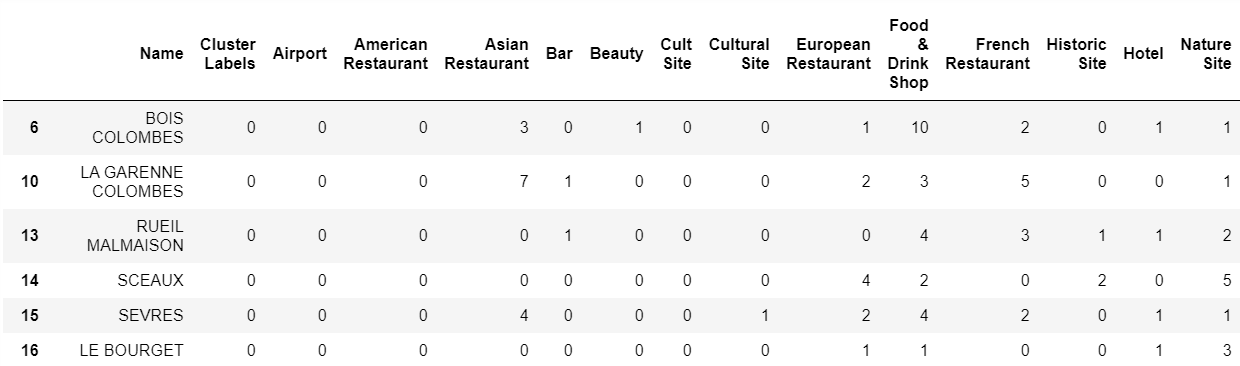 Name Cluster Labels Airport American Restaurant Asian Restaurant Bar Beauty Cult Site Cultural Site European Restaurant Food & Drink Shop French Restaurant Historic Site Hotel Nature Site
6 BOIS COLOMBES 0 0 0 3 0 1 0 0 1 10 2 0 1 1
10 LA GARENNE COLOMBES 0 0 0 7 1 0 0 0 2 3 5 0 0 1
13 RUEIL MALMAISON 0 0 0 0 1 0 0 0 0 4 3 1 1 2
14 SCEAUX 0 0 0 0 0 0 0 0 4 2 0 2 0 5
15 SEVRES 0 0 0 4 0 0 0 1 2 4 2 0 1 1
16 LE BOURGET 0 0 0 0 0 0 0 0 1 1 0 0 1 3